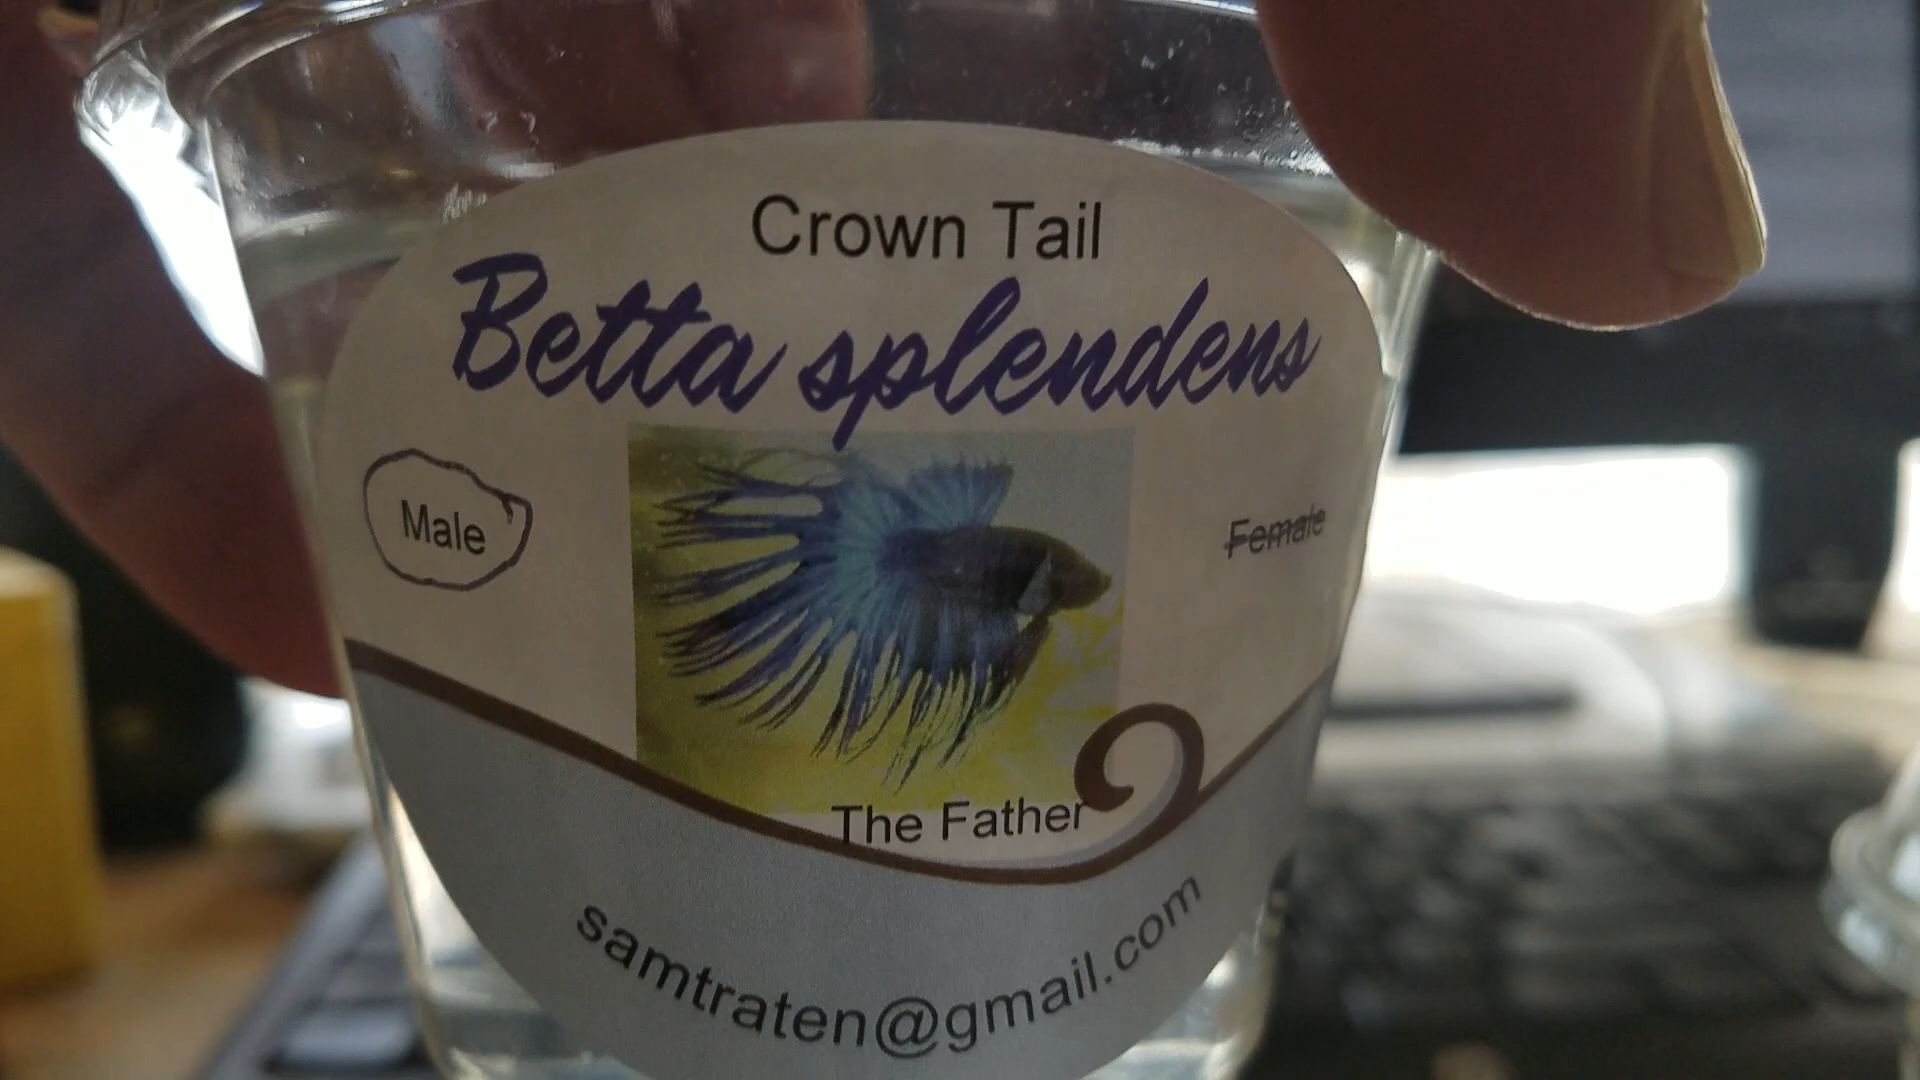 Crown Tail
Betta splendens
Male
Female
The Father
samtraten@gmail.com